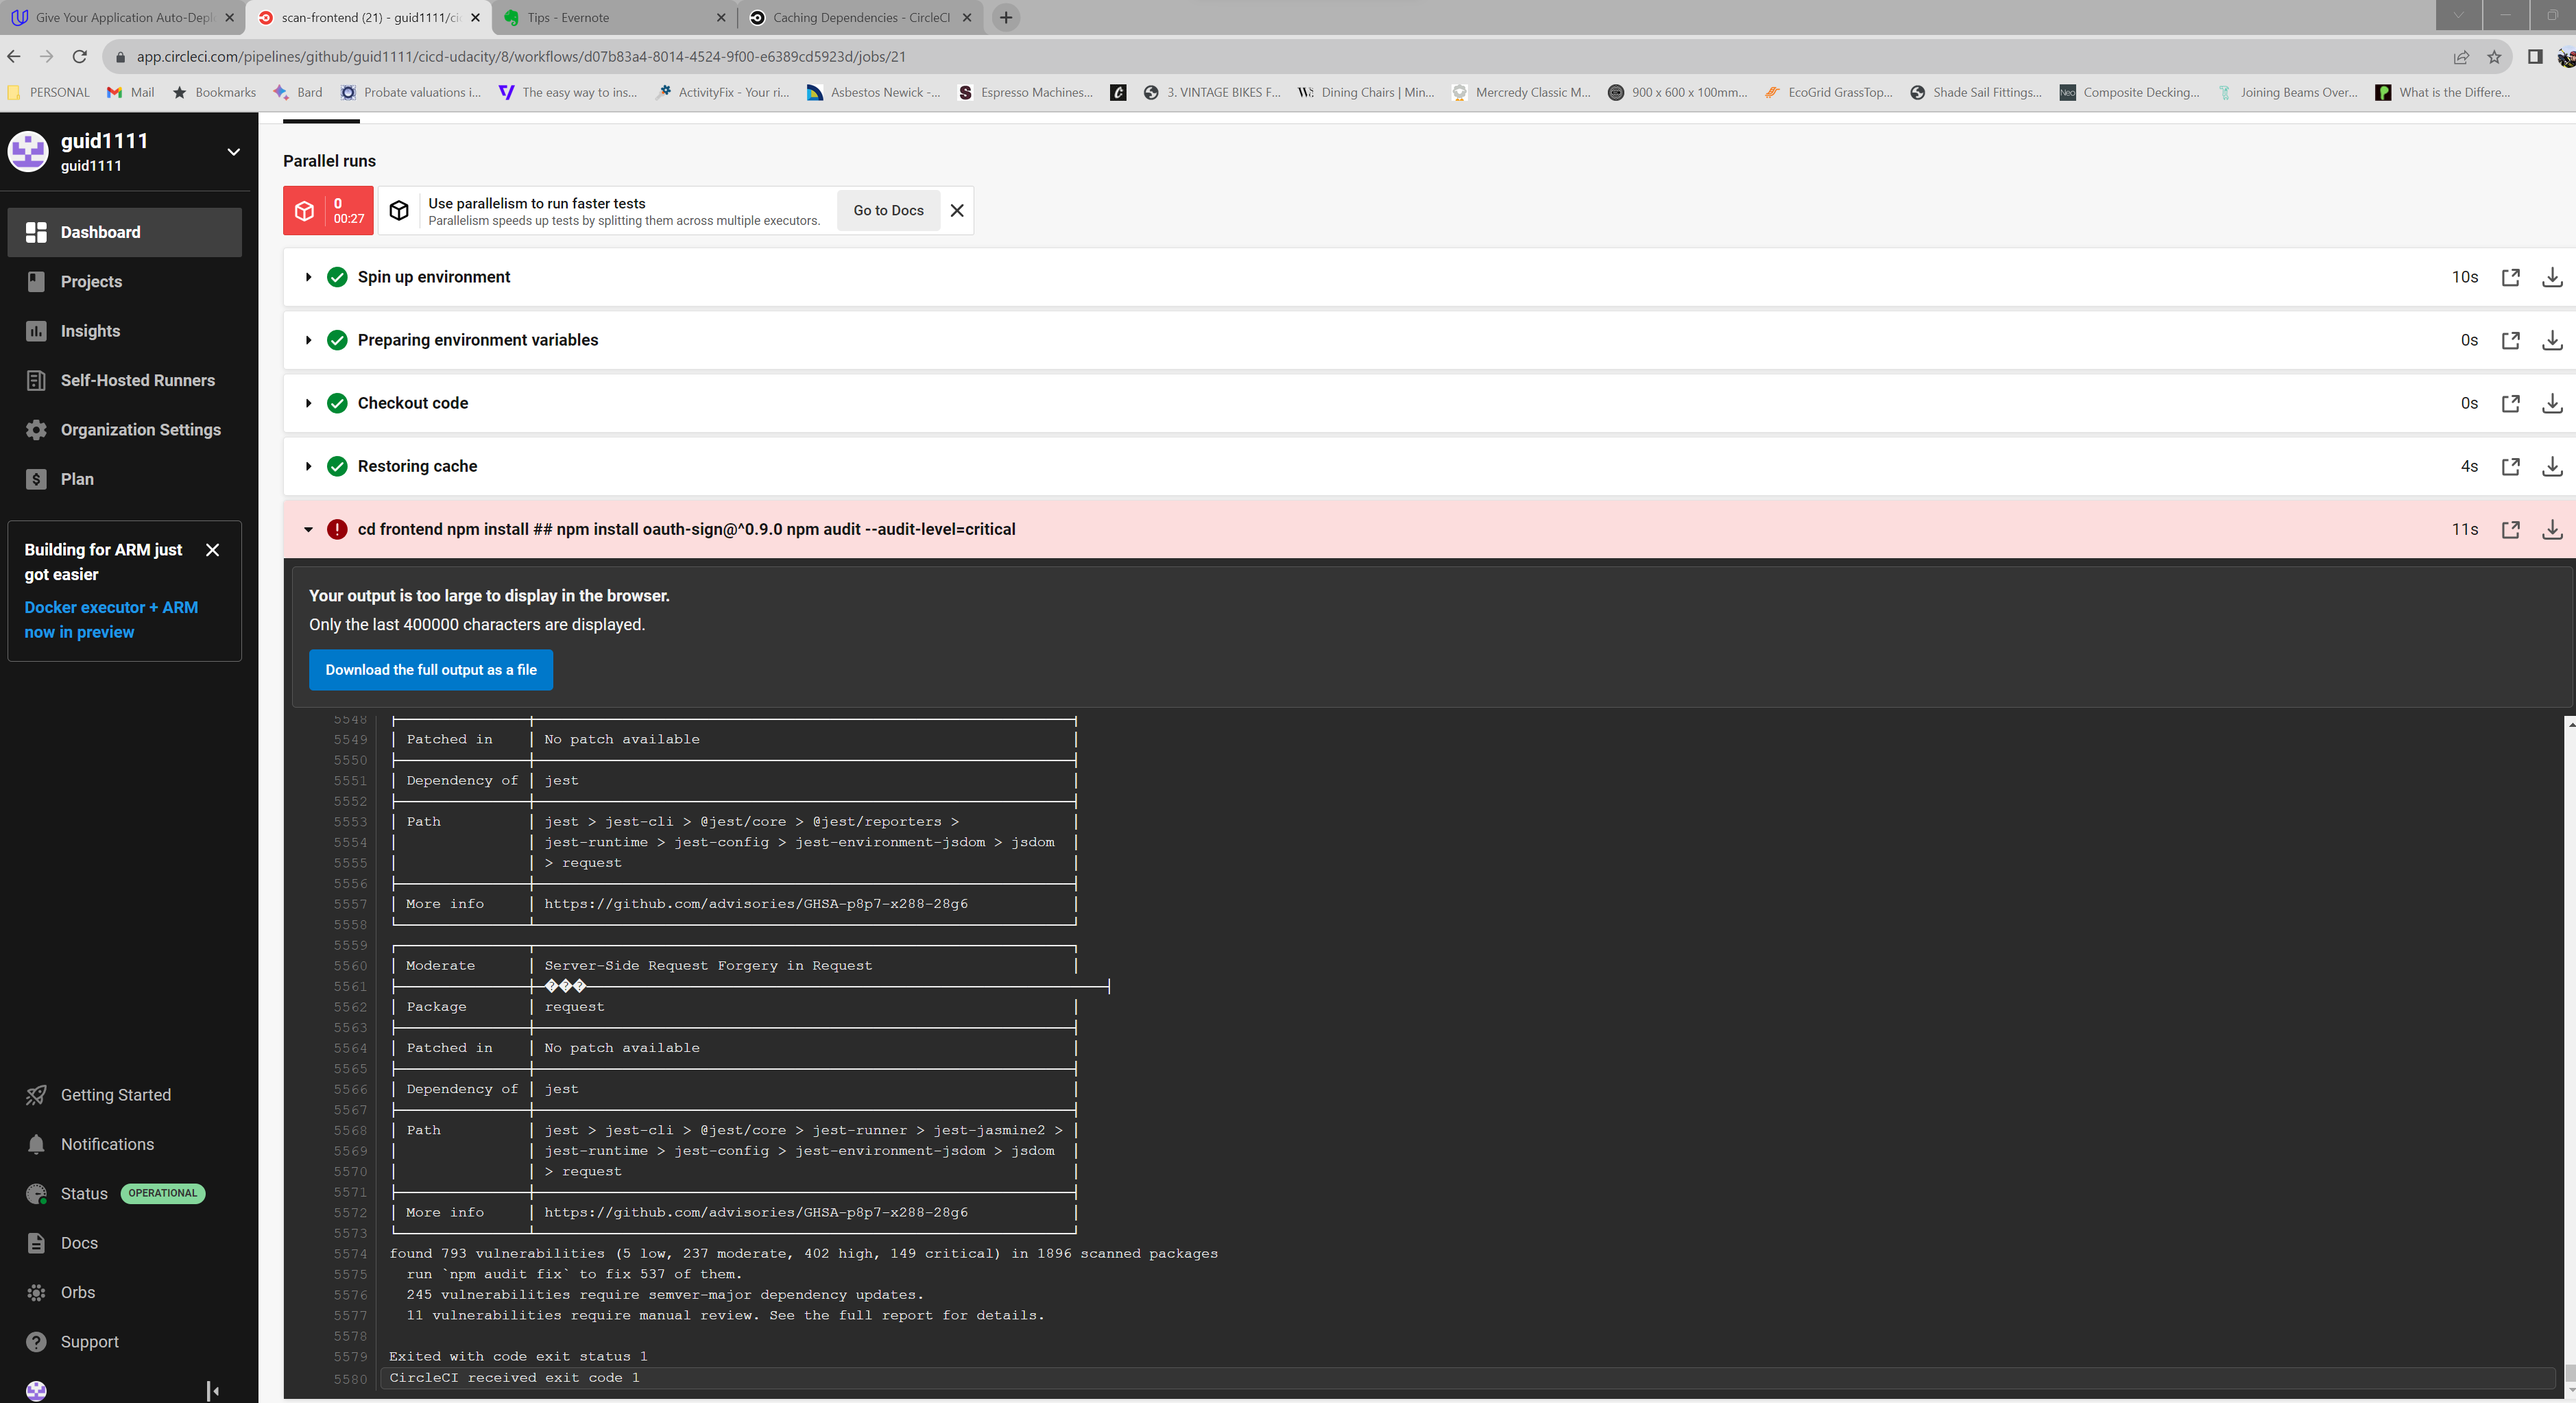 Give Your Application Auto-Depl
scan-frontend (21) - guid1111/ci
Tips - Evernote
Caching Dependencies - CircleCI
app.circleci.com/pipelines/github/guid1111/cicd-udacity/8/workflows/d07b83a4-8014-4524-9f00-e6389cd5923d/jobs/21
PERSONAL
Mail
Bookmarks
Bard
Probate valuations i...
The easy way to ins...
ActivityFix - Your ri...
Asbestos Newick -...
Espresso Machines...
3. VINTAGE BIKES F...
Dining Chairs | Min...
Mercredy Classic M...
900 x 600 x 100mm...
EcoGrid GrassTop...
Shade Sail Fittings...
Composite Decking...
Joining Beams Over...
What is the Differe...
guid1111
guid1111
Dashboard
Projects
Insights
Self-Hosted Runners
Organization Settings
Plan
Building for ARM just
got easier
Docker executor + ARM
now in preview
Getting Started
Notifications
Status OPERATIONAL
Docs
Orbs
Support
Parallel runs
0
00:27
Use parallelism to run faster tests
Parallelism speeds up tests by splitting them across multiple executors.
Go to Docs
Spin up environment 10s
Preparing environment variables 0s
Checkout code 0s
Restoring cache 4s
cd frontend npm install ## npm install oauth-sign@^0.9.0 npm audit --audit-level=critical 11s
Your output is too large to display in the browser.
Only the last 400000 characters are displayed.
Download the full output as a file
5548
5549 Patched in No patch available
5550
5551 Dependency of jest
5552
5553 Path jest > jest-cli > @jest/core > @jest/reporters >
5554 jest-runtime > jest-config > jest-environment-jsdom > jsdom
5555 > request
5556
5557 More info https://github.com/advisories/GHSA-p8p7-x288-28g6
5558
5559
5560 Moderate Server-Side Request Forgery in Request
5561 ���
5562 Package request
5563
5564 Patched in No patch available
5565
5566 Dependency of jest
5567
5568 Path jest > jest-cli > @jest/core > jest-runner > jest-jasmine2 >
5569 jest-runtime > jest-config > jest-environment-jsdom > jsdom
5570 > request
5571
5572 More info https://github.com/advisories/GHSA-p8p7-x288-28g6
5573
5574 found 793 vulnerabilities (5 low, 237 moderate, 402 high, 149 critical) in 1896 scanned packages
5575 run `npm audit fix` to fix 537 of them.
5576 245 vulnerabilities require semver-major dependency updates.
5577 11 vulnerabilities require manual review. See the full report for details.
5578
5579 Exited with code exit status 1
5580 CircleCI received exit code 1